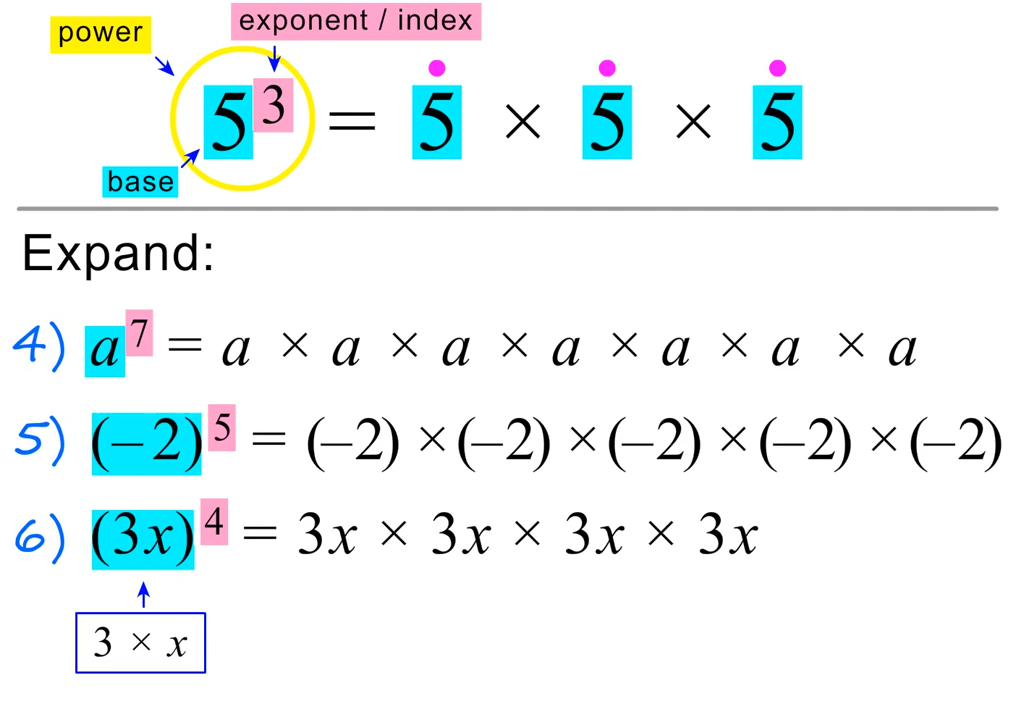 power
exponent / index
5³ = 5 × 5 × 5
base
Expand:
4) a⁷ = a × a × a × a × a × a × a
5) (−2)⁵ = (−2) × (−2) × (−2) × (−2) × (−2)
6) (3x)⁴ = 3x × 3x × 3x × 3x
3 × x